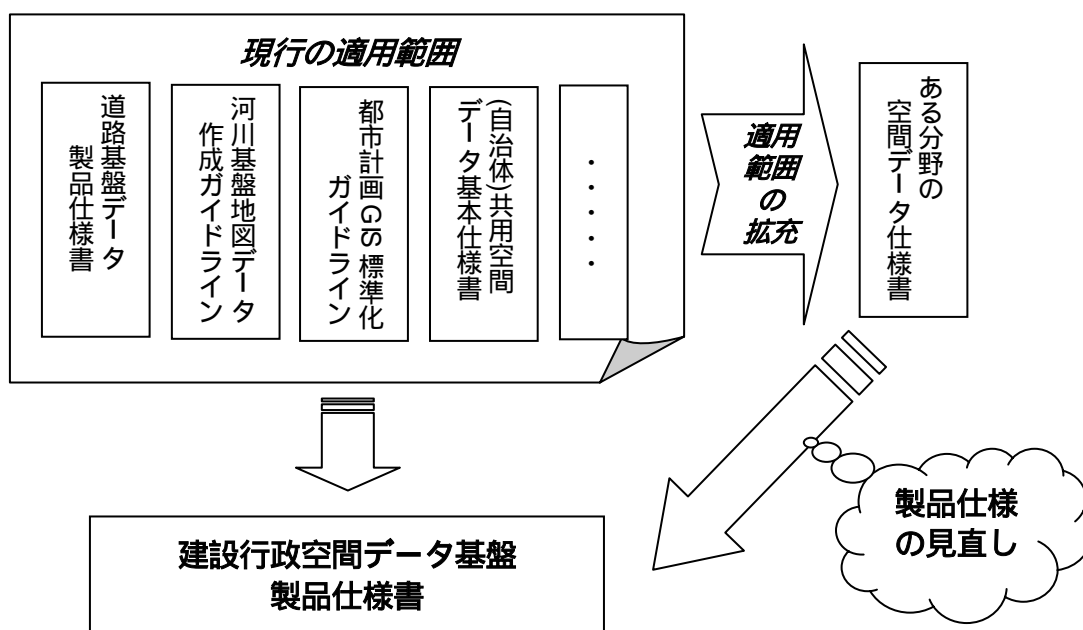 現行の適用範囲
道路基盤データ
製品仕様書
河川基盤地図データ
作成ガイドライン
都市計画GIS標準化
ガイドライン
(自治体)共用空間
データ基本仕様書
・・・・・
適用
範囲
の
拡充
ある分野の
空間データ仕様書
製品仕様
の見直し
建設行政空間データ基盤
製品仕様書